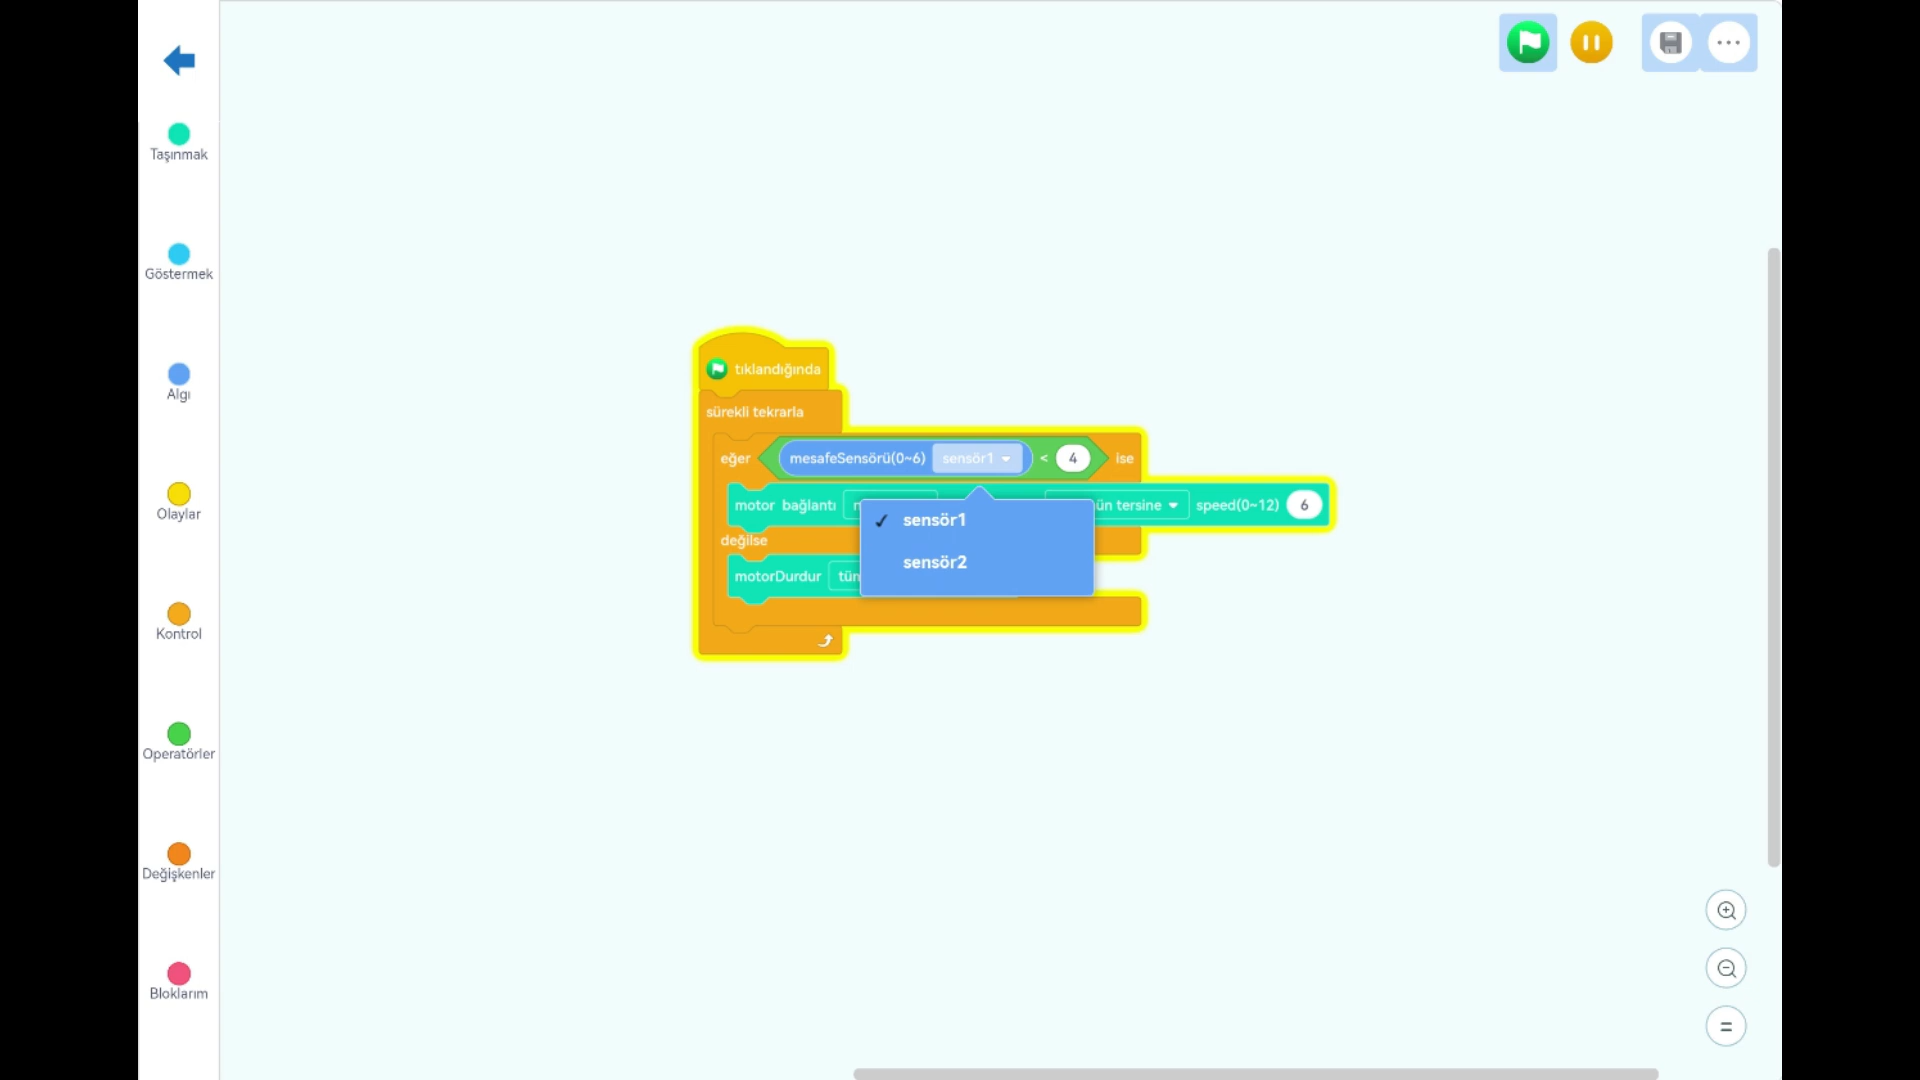 Taşınmak
Göstermek
Algı
Olaylar
Kontrol
Operatörler
Değişkenler
Bloklarım
tıklandığında
sürekli tekrarla
eğer mesafeSensörü(0~6) sensör1 < 4 ise
motor bağlantı ün tersine speed(0~12) 6
✓ sensör1
değilse
sensör2
motorDurdur